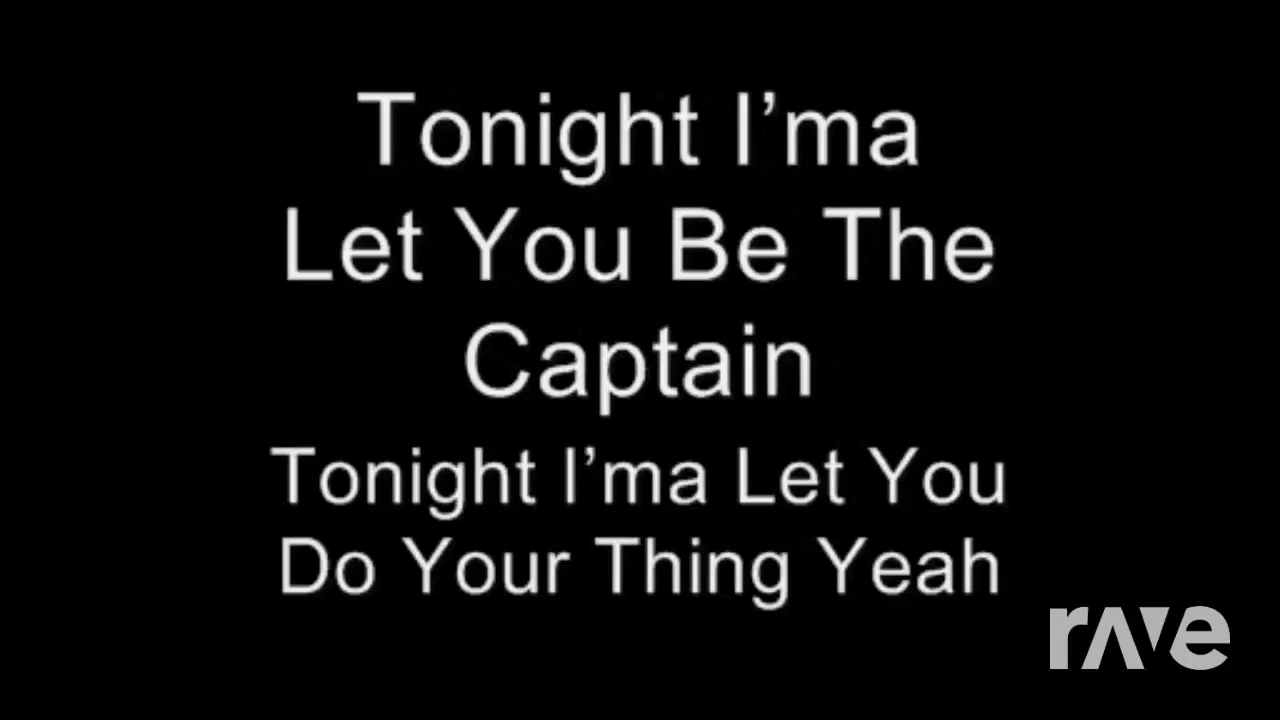 Tonight I’ma
Let You Be The
Captain
Tonight I’ma Let You
Do Your Thing Yeah
rave